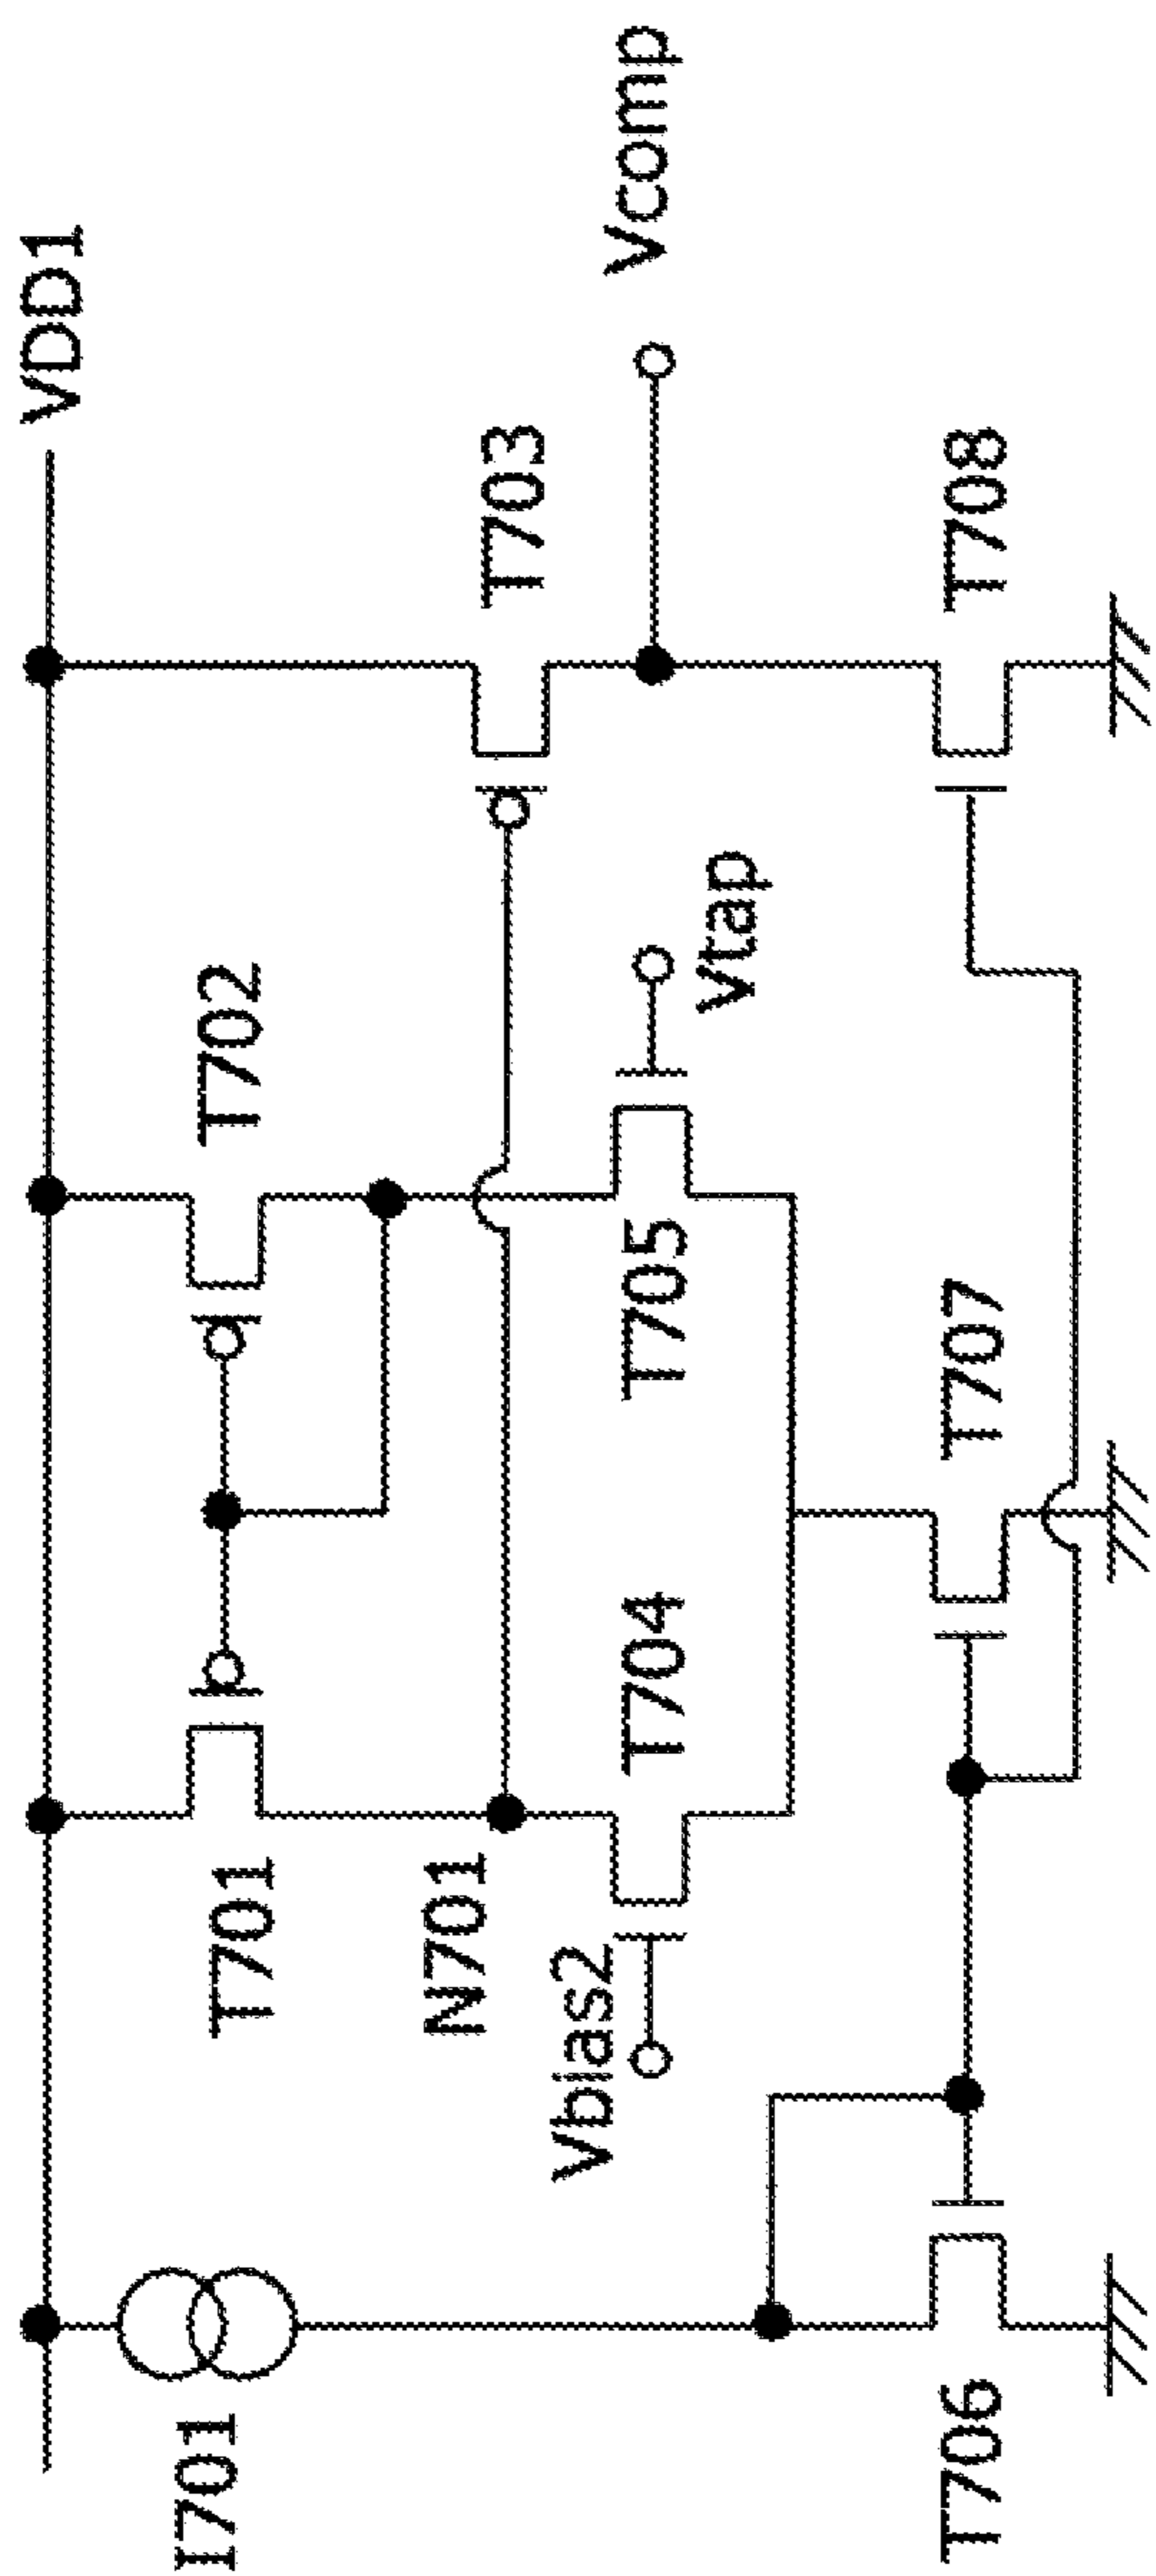 VDD1
I701
T701
T702
N701
T703
Vbias2
T704
T705
Vtap
Vcomp
T706
T707
T708